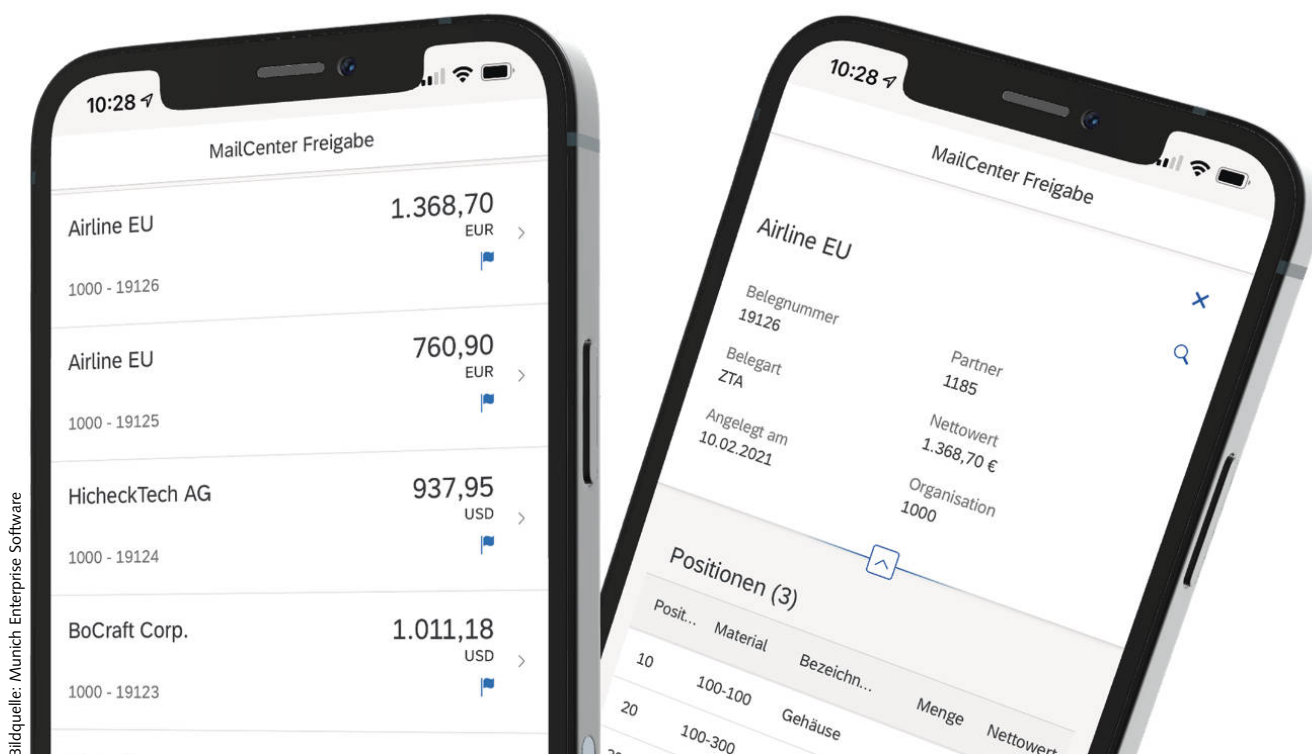 10:28
MailCenter Freigabe
Airline EU
1.368,70
EUR
1000 - 19126
Airline EU
760,90
EUR
1000 - 19125
HicheckTech AG
937,95
USD
1000 - 19124
BoCraft Corp.
1.011,18
USD
1000 - 19123
10:28
MailCenter Freigabe
Airline EU
Belegnummer
19126
Belegart
ZTA
Angelegt am
10.02.2021
Partner
1185
Nettowert
1.368,70 €
Organisation
1000
Positionen (3)
Posit... Material Bezeichn... Menge Nettowert
10 100-100 Gehäuse
20 100-300
Bildquelle: Munich Enterprise Software